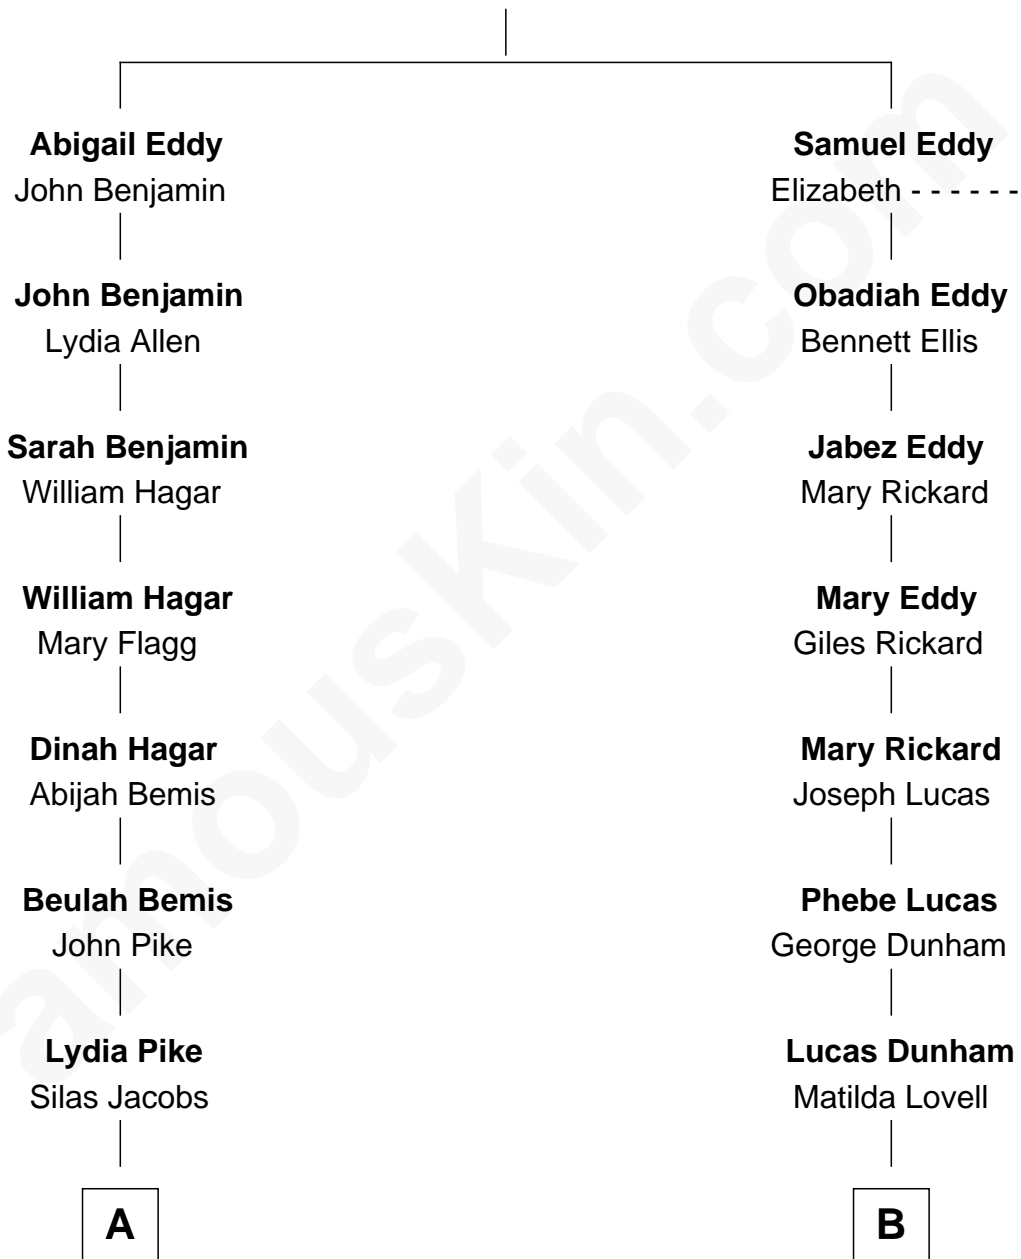 Abigail Eddy
John Benjamin
John Benjamin
Lydia Allen
Sarah Benjamin
William Hagar
William Hagar
Mary Flagg
Dinah Hagar
Abijah Bemis
Beulah Bemis
John Pike
Lydia Pike
Silas Jacobs
A
Samuel Eddy
Elizabeth - - - - - -
Obadiah Eddy
Bennett Ellis
Jabez Eddy
Mary Rickard
Mary Eddy
Giles Rickard
Mary Rickard
Joseph Lucas
Phebe Lucas
George Dunham
Lucas Dunham
Matilda Lovell
B
amousKin.com